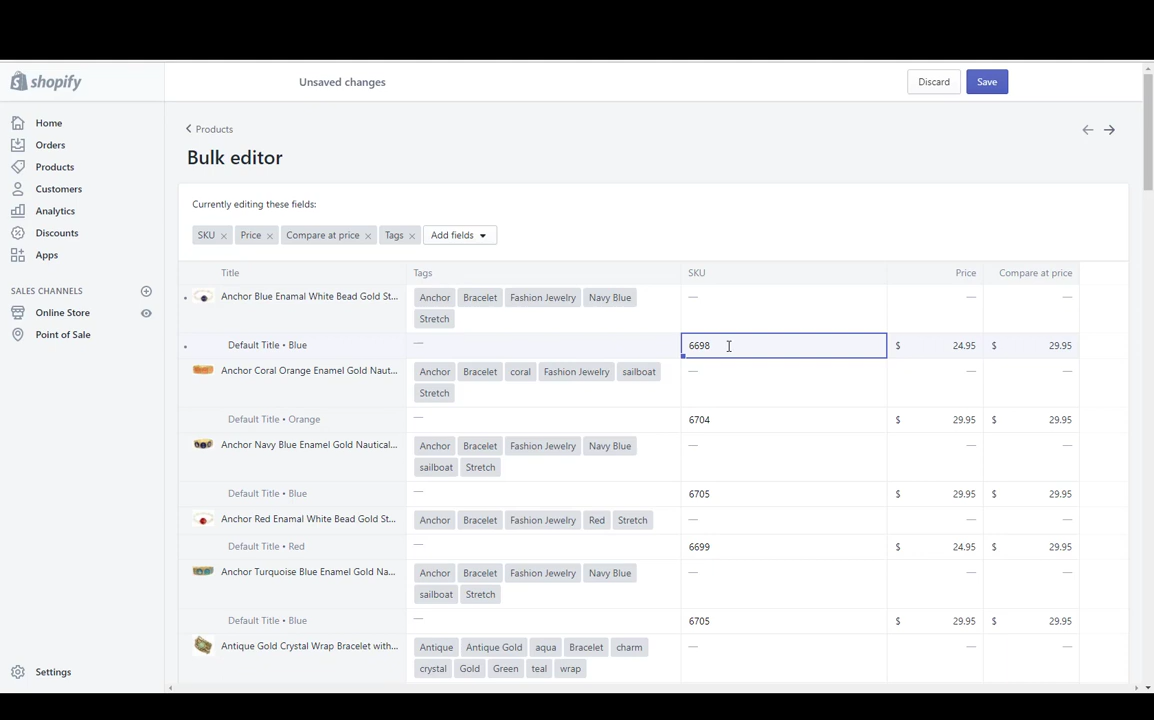 shopify
Unsaved changes
Discard
Save
Home
Orders
Products
Customers
Analytics
Discounts
Apps
SALES CHANNELS
Online Store
Point of Sale
Settings
Products
Bulk editor
Currently editing these fields:
SKU Price Compare at price Tags Add fields
Title Tags SKU Price Compare at price
Anchor Blue Enamal White Bead Gold St... Anchor Bracelet Fashion Jewelry Navy Blue — — —
Stretch
Default Title • Blue — 6698 $ 24.95 $ 29.95
Anchor Coral Orange Enamel Gold Naut... Anchor Bracelet coral Fashion Jewelry sailboat — — —
Stretch
Default Title • Orange — 6704 $ 29.95 $ 29.95
Anchor Navy Blue Enamel Gold Nautical... Anchor Bracelet Fashion Jewelry Navy Blue — — —
sailboat Stretch
Default Title • Blue — 6705 $ 29.95 $ 29.95
Anchor Red Enamal White Bead Gold St... Anchor Bracelet Fashion Jewelry Red Stretch — — —
Default Title • Red — 6699 $ 24.95 $ 29.95
Anchor Turquoise Blue Enamel Gold Na... Anchor Bracelet Fashion Jewelry Navy Blue — — —
sailboat Stretch
Default Title • Blue — 6705 $ 29.95 $ 29.95
Antique Gold Crystal Wrap Bracelet with... Antique Antique Gold aqua Bracelet charm — — —
crystal Gold Green teal wrap